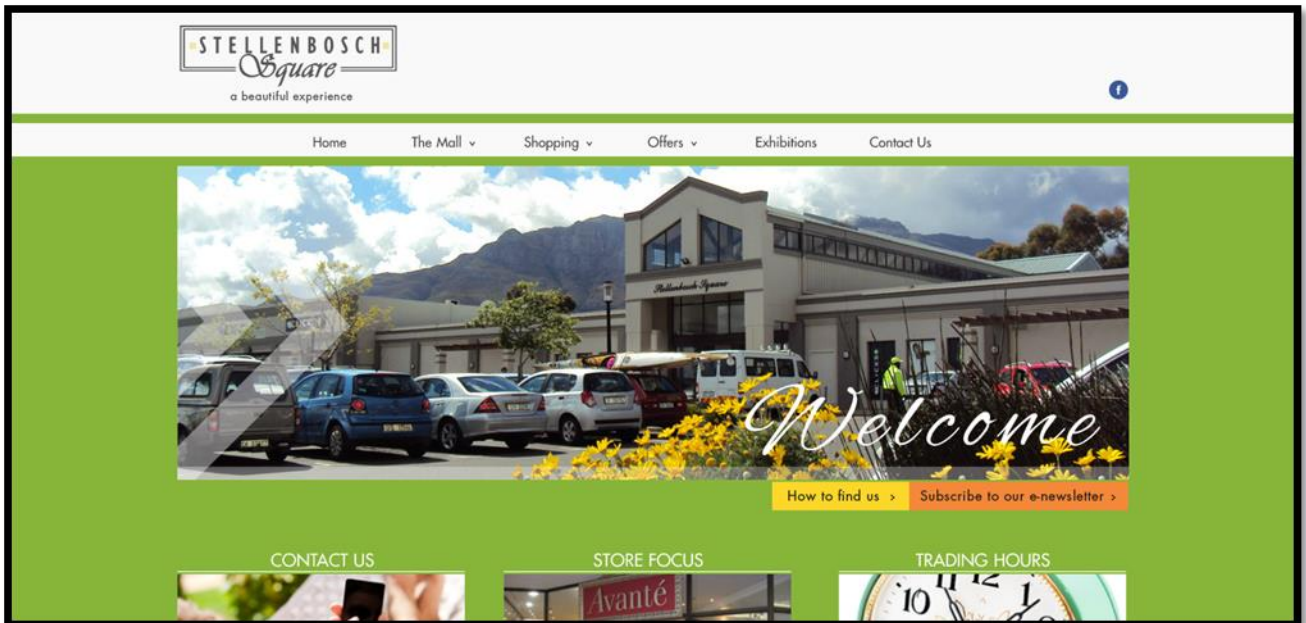 STELLENBOSCH
Square
a beautiful experience
f
Home The Mall Shopping Offers Exhibitions Contact Us
Stellenbosch Square
Welcome
How to find us > Subscribe to our e-newsletter >
CONTACT US STORE FOCUS TRADING HOURS
Avanté
10 11 12 1